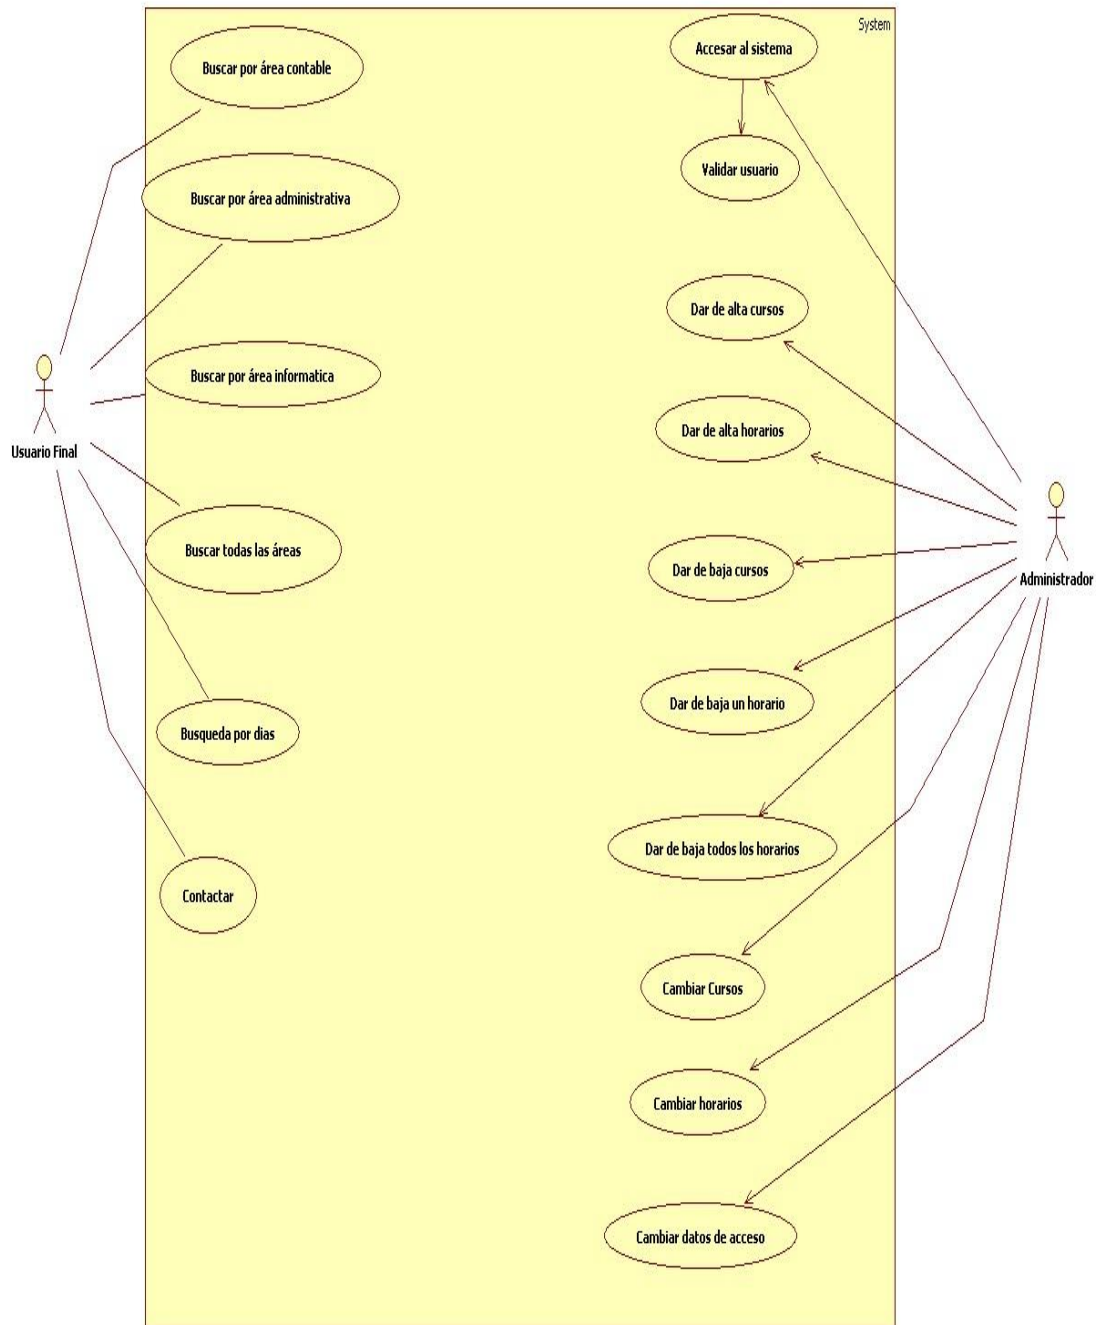 System
Buscar por área contable
Accesar al sistema
Validar usuario
Buscar por área administrativa
Dar de alta cursos
Buscar por área informatica
Dar de alta horarios
Usuario Final
Buscar todas las áreas
Dar de baja cursos
Administrador
Dar de baja un horario
Busqueda por dias
Dar de baja todos los horarios
Contactar
Cambiar Cursos
Cambiar horarios
Cambiar datos de acceso